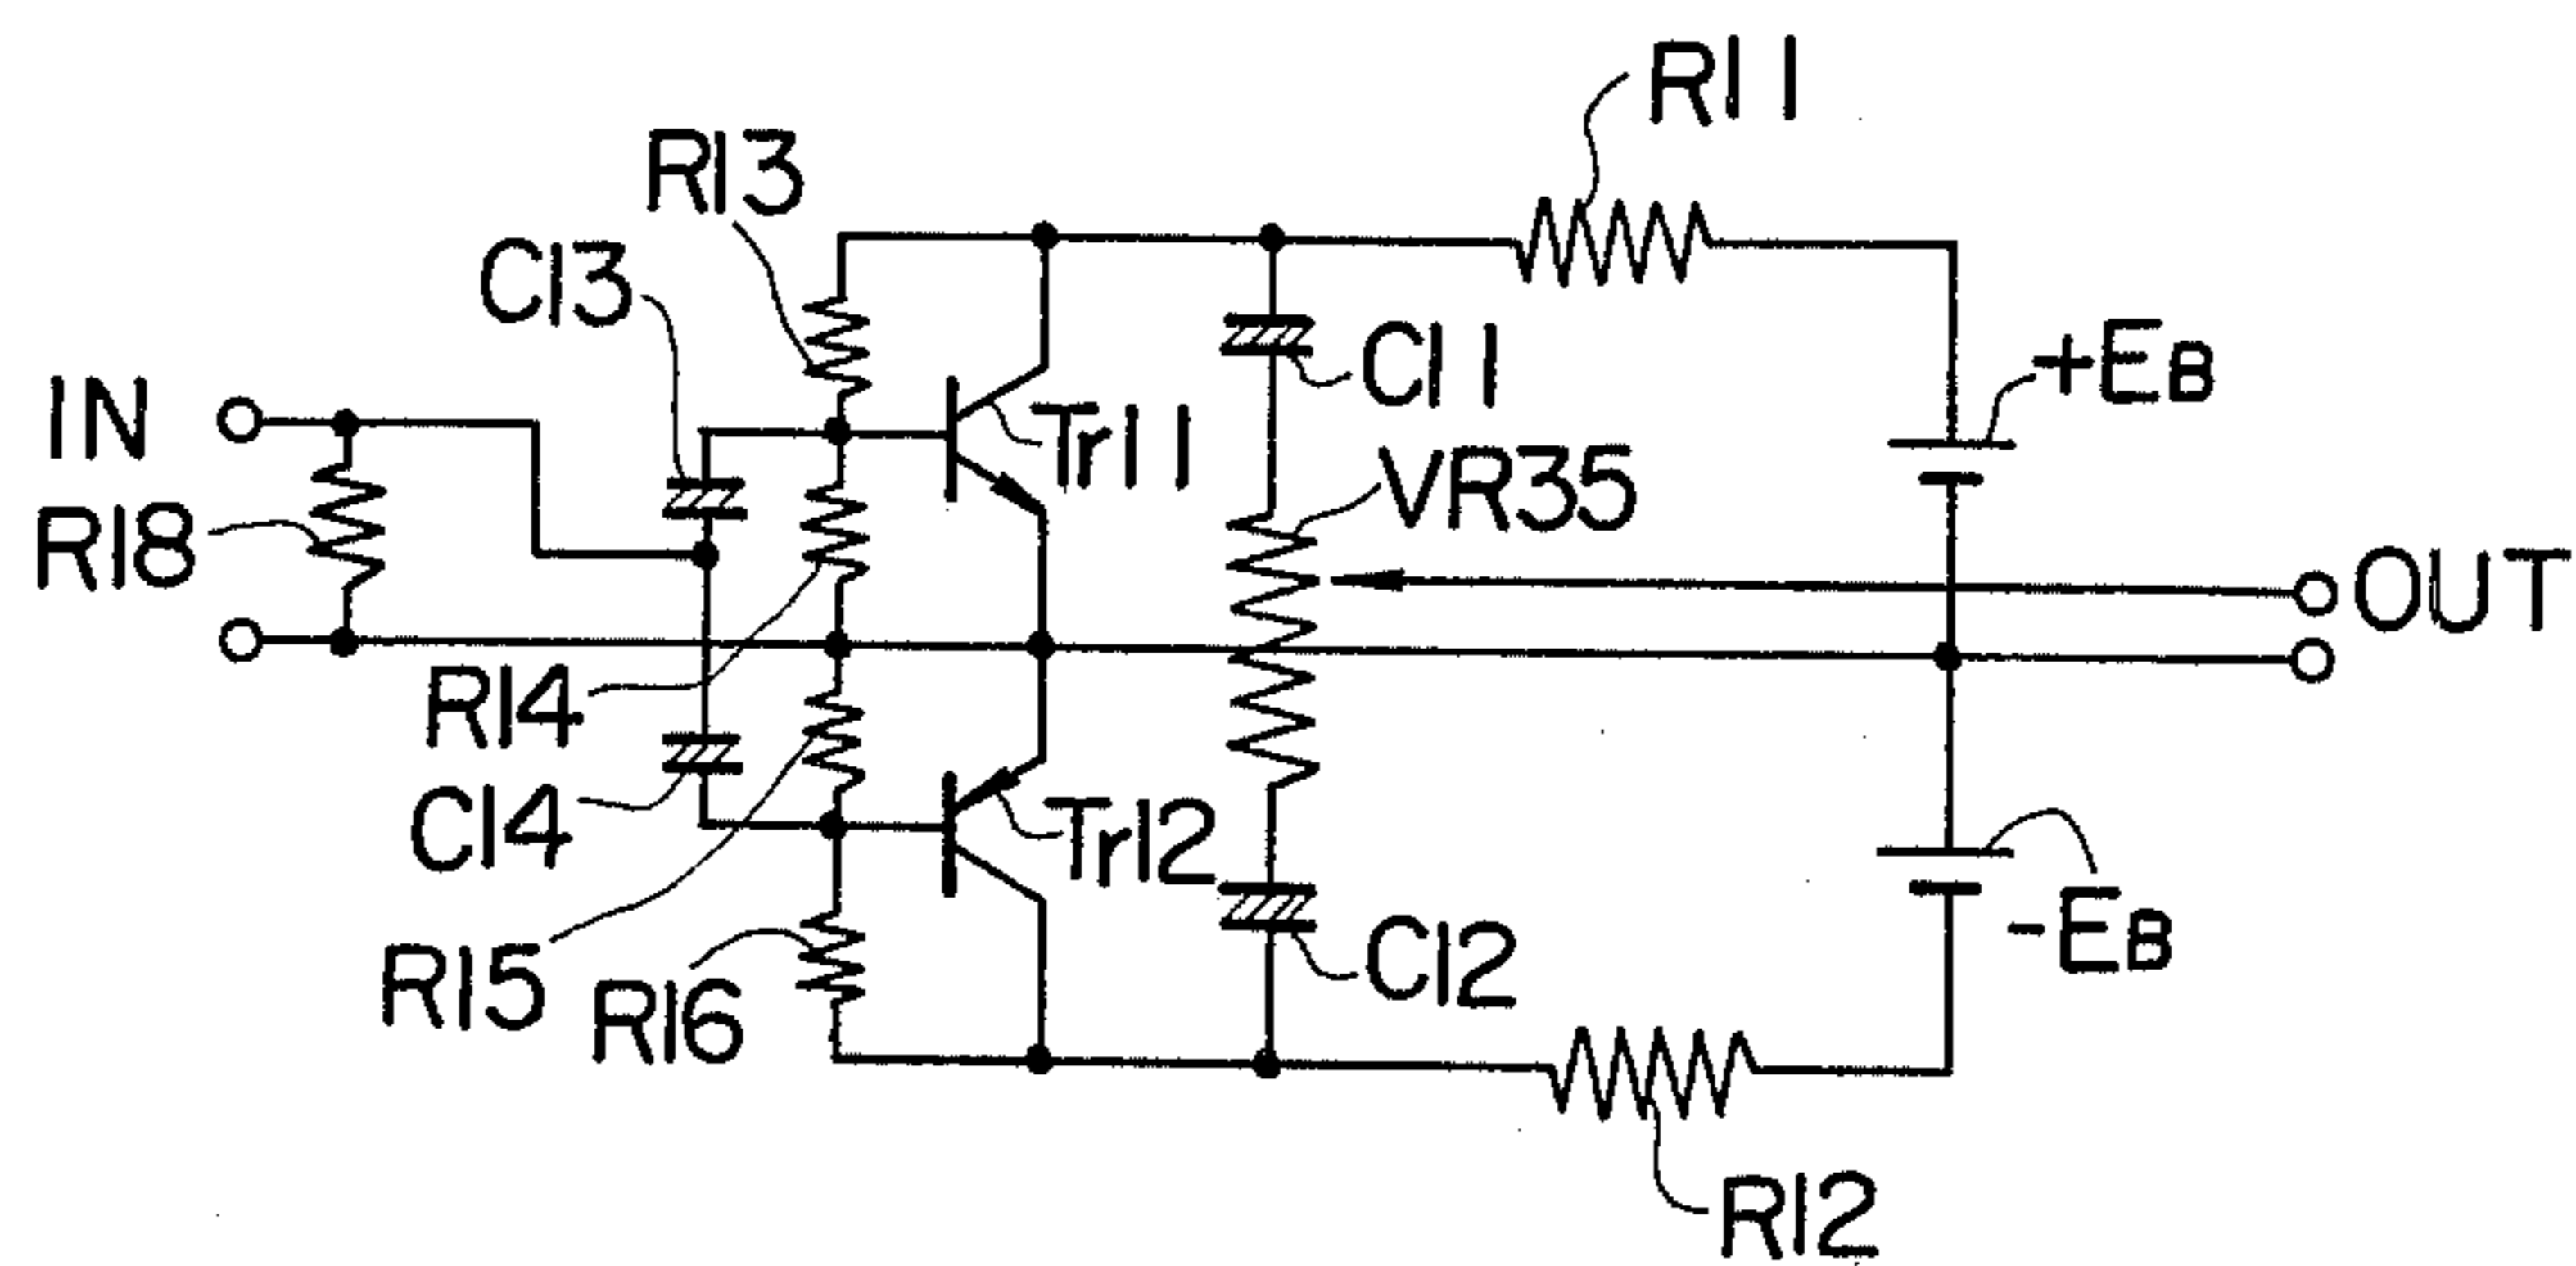 R11
R13
C13
+EB
C11
IN
Tr11
VR35
R18
OUT
R14
C14
Tr12
-EB
C12
R15
R16
R12